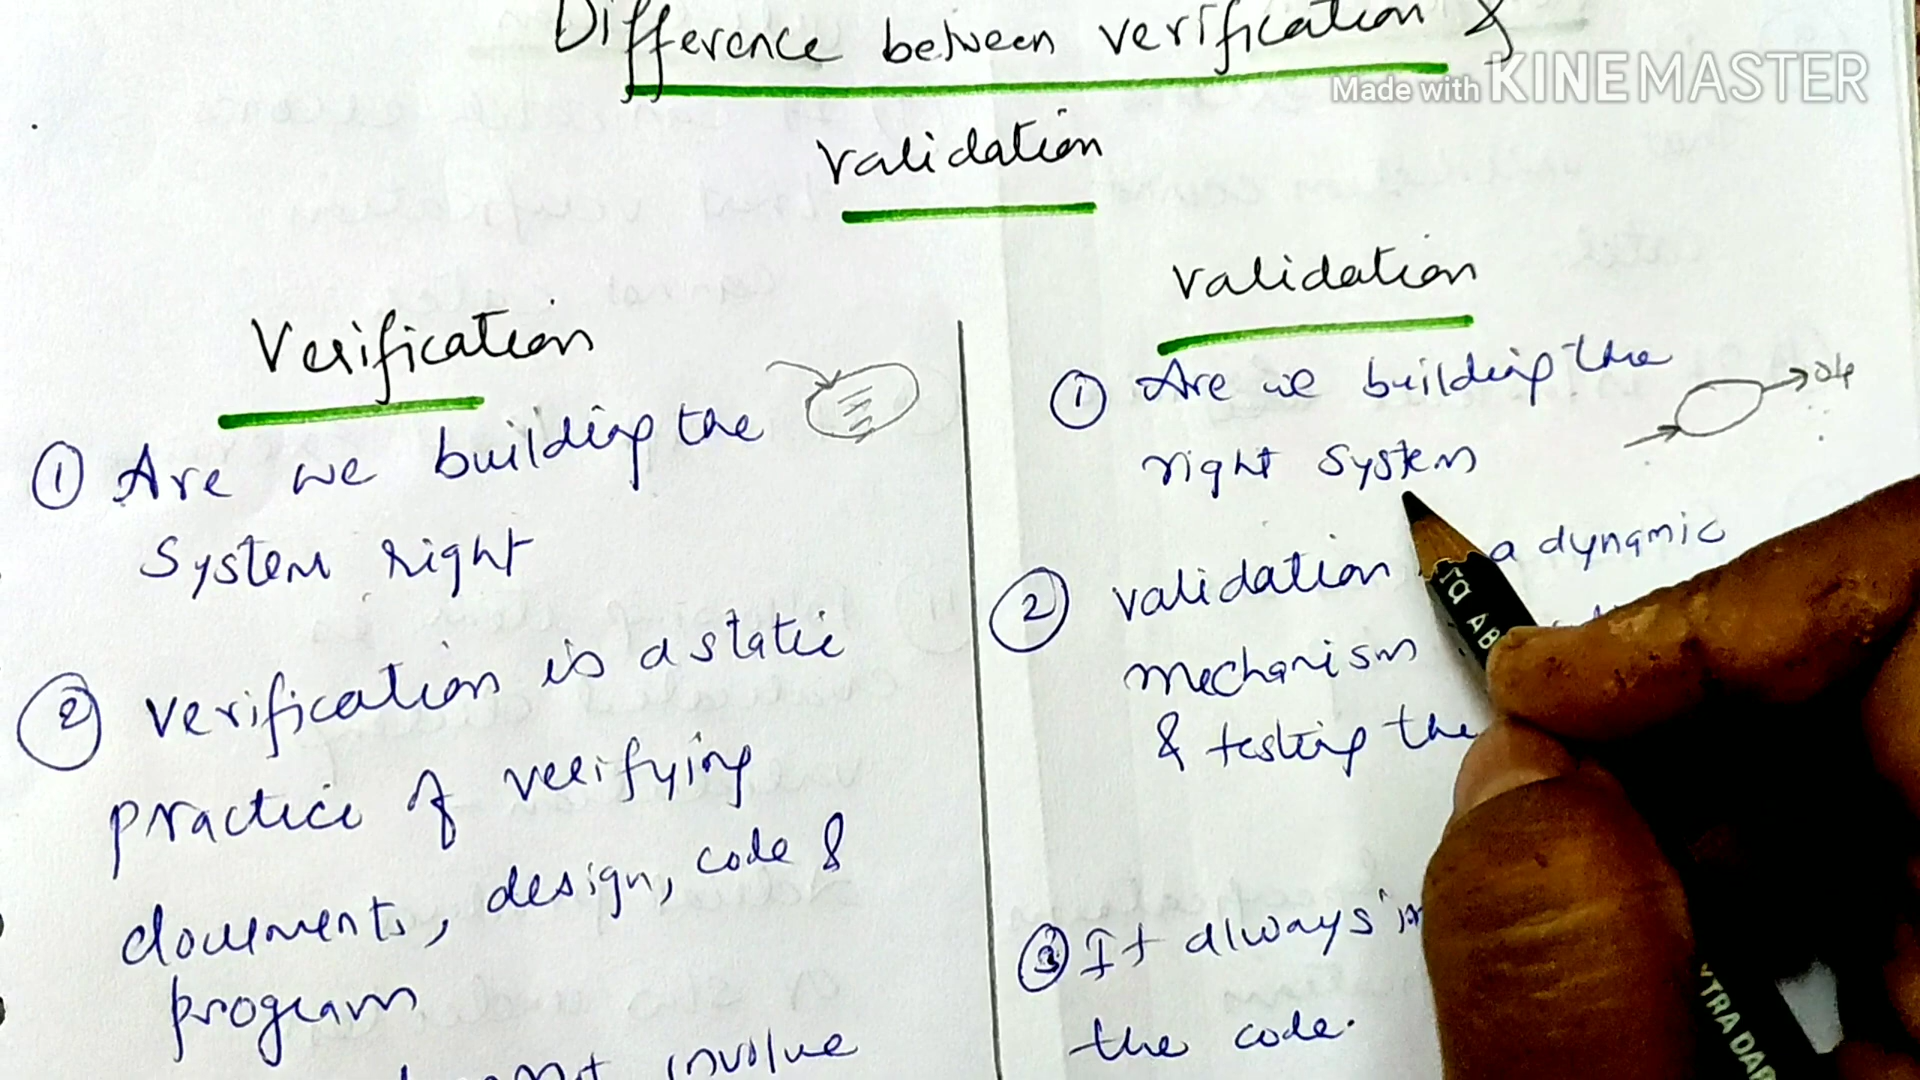 Difference between verification &
Made with KINEMASTER
validation
Verification
① Are we building the
System right
② verification is a static
practice of verifying
documents, design, code &
program
involve
validation
① Are we building the
right system
② validation a dynamic
mechanism
& testing the
③ It always
the code.